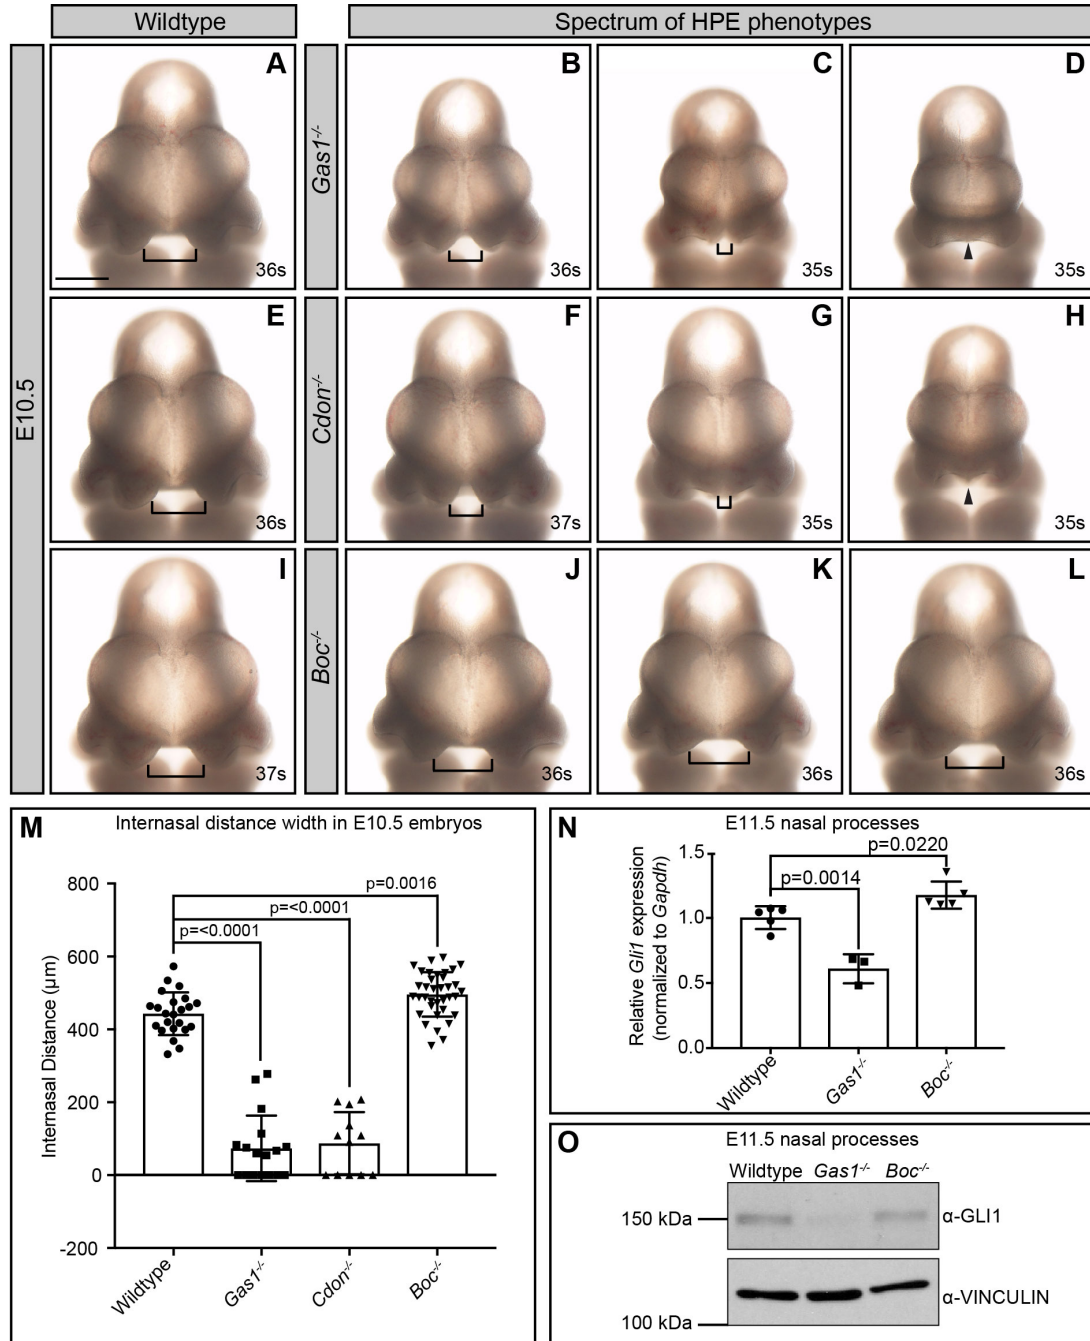 Wildtype
Spectrum of HPE phenotypes
E10.5
A
36s
Gas1-/-
B
36s
C
35s
D
35s
E
36s
Cdon-/-
F
37s
G
35s
H
35s
I
37s
Boc-/-
J
36s
K
36s
L
36s
M
Internasal distance width in E10.5 embryos
Internasal Distance (µm)
800
600
400
200
0
-200
p=0.0016
p=<0.0001
p=<0.0001
Wildtype
Gas1-/-
Cdon-/-
Boc-/-
N
E11.5 nasal processes
Relative Gli1 expression
(normalized to Gapdh)
1.5
1.0
0.5
0.0
p=0.0220
p=0.0014
Wildtype
Gas1-/-
Boc-/-
O
E11.5 nasal processes
Wildtype Gas1-/- Boc-/-
150 kDa
α-GLI1
α-VINCULIN
100 kDa